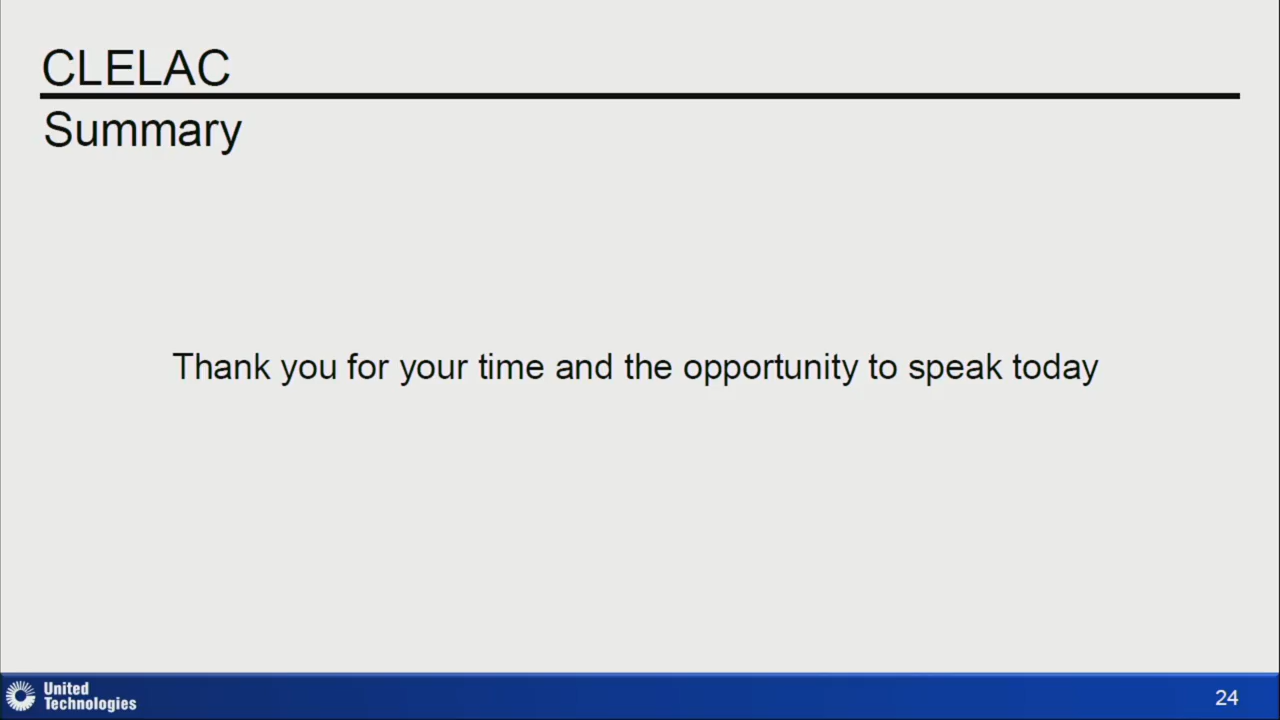 CLELAC
Summary
Thank you for your time and the opportunity to speak today
United
Technologies
24